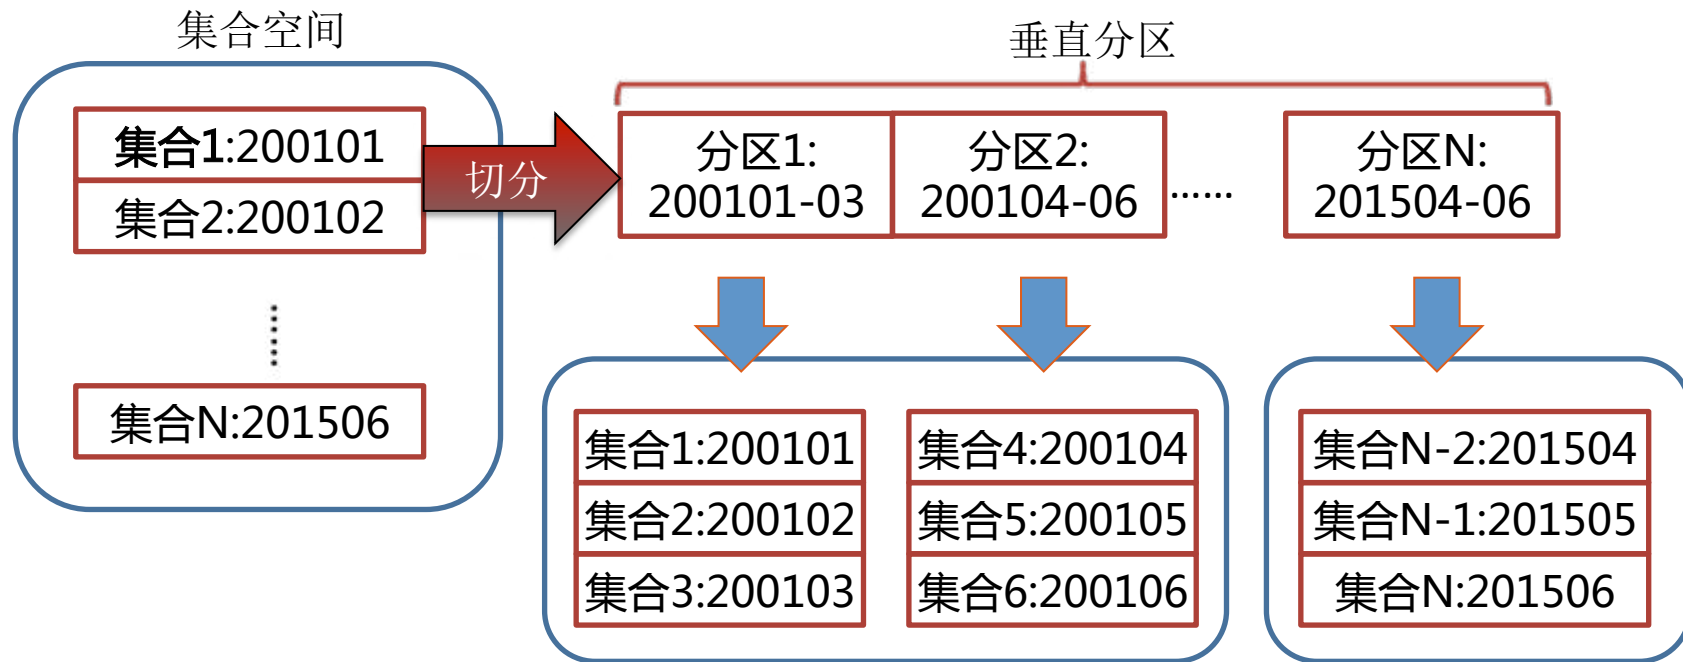 集合空间
集合1:200101
集合2:200102
......
集合N:201506
切分
垂直分区
分区1:
200101-03
分区2:
200104-06
......
分区N:
201504-06
集合1:200101
集合2:200102
集合3:200103
集合4:200104
集合5:200105
集合6:200106
集合N-2:201504
集合N-1:201505
集合N:201506